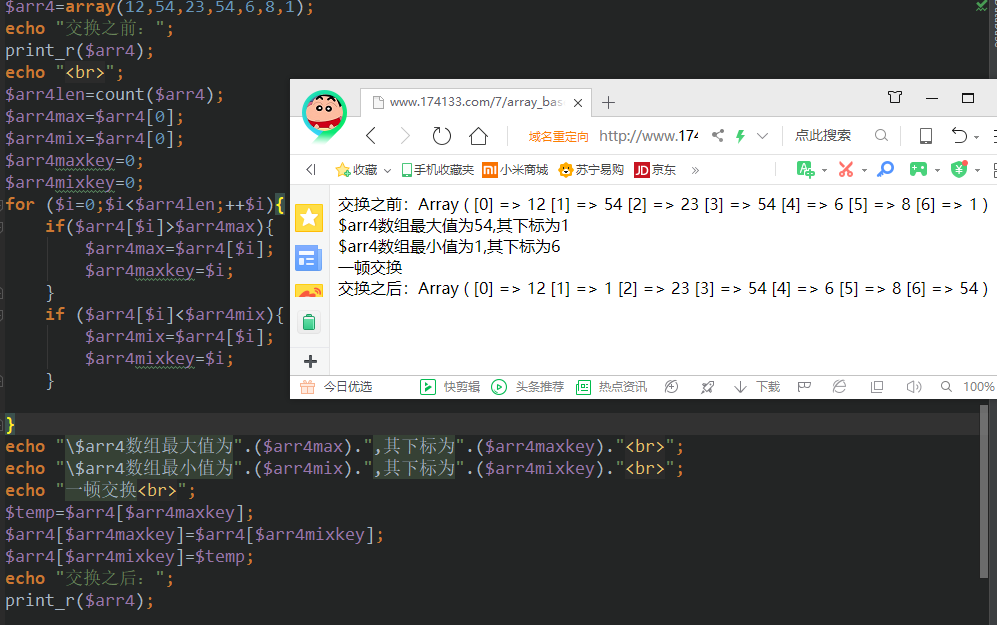 $arr4=array(12,54,23,54,6,8,1);
echo "交换之前：";
print_r($arr4);
echo "<br>";
$arr4len=count($arr4);
$arr4max=$arr4[0];
$arr4mix=$arr4[0];
$arr4maxkey=0;
$arr4mixkey=0;
for ($i=0;$i<$arr4len;++$i){
if($arr4[$i]>$arr4max){
$arr4max=$arr4[$i];
$arr4maxkey=$i;
}
if ($arr4[$i]<$arr4mix){
$arr4mix=$arr4[$i];
$arr4mixkey=$i;
}
}
echo "\$arr4数组最大值为".($arr4max).",其下标为".($arr4maxkey)."<br>";
echo "\$arr4数组最小值为".($arr4mix).",其下标为".($arr4mixkey)."<br>";
echo "一顿交换<br>";
$temp=$arr4[$arr4maxkey];
$arr4[$arr4maxkey]=$arr4[$arr4mixkey];
$arr4[$arr4mixkey]=$temp;
echo "交换之后：";
print_r($arr4);
www.174133.com/7/array_bas
域名重定向 http://www.174 点此搜索
收藏 手机收藏夹 小米商城 苏宁易购 JD 京东 »
交换之前：Array ( [0] => 12 [1] => 54 [2] => 23 [3] => 54 [4] => 6 [5] => 8 [6] => 1 )
$arr4数组最大值为54,其下标为1
$arr4数组最小值为1,其下标为6
一顿交换
交换之后：Array ( [0] => 12 [1] => 1 [2] => 23 [3] => 54 [4] => 6 [5] => 8 [6] => 54 )
今日优选 快剪辑 头条推荐 热点资讯 下载 100%